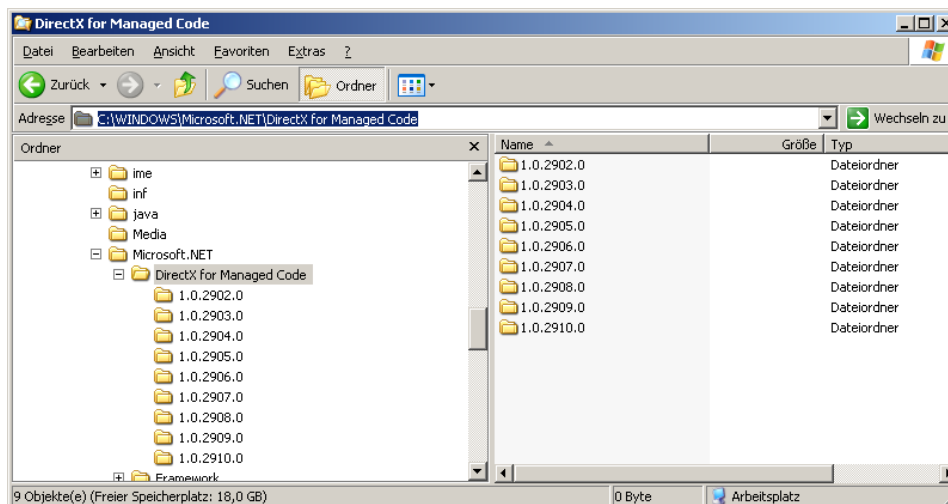 DirectX for Managed Code
Datei Bearbeiten Ansicht Favoriten Extras ?
Zurück Suchen Ordner
Adresse C:\WINDOWS\Microsoft.NET\DirectX for Managed Code Wechseln zu
Ordner
ime
inf
java
Media
Microsoft.NET
DirectX for Managed Code
1.0.2902.0
1.0.2903.0
1.0.2904.0
1.0.2905.0
1.0.2906.0
1.0.2907.0
1.0.2908.0
1.0.2909.0
1.0.2910.0
Framework
Name Größe Typ
1.0.2902.0 Dateiordner
1.0.2903.0 Dateiordner
1.0.2904.0 Dateiordner
1.0.2905.0 Dateiordner
1.0.2906.0 Dateiordner
1.0.2907.0 Dateiordner
1.0.2908.0 Dateiordner
1.0.2909.0 Dateiordner
1.0.2910.0 Dateiordner
9 Objekte(e) (Freier Speicherplatz: 18,0 GB) 0 Byte Arbeitsplatz